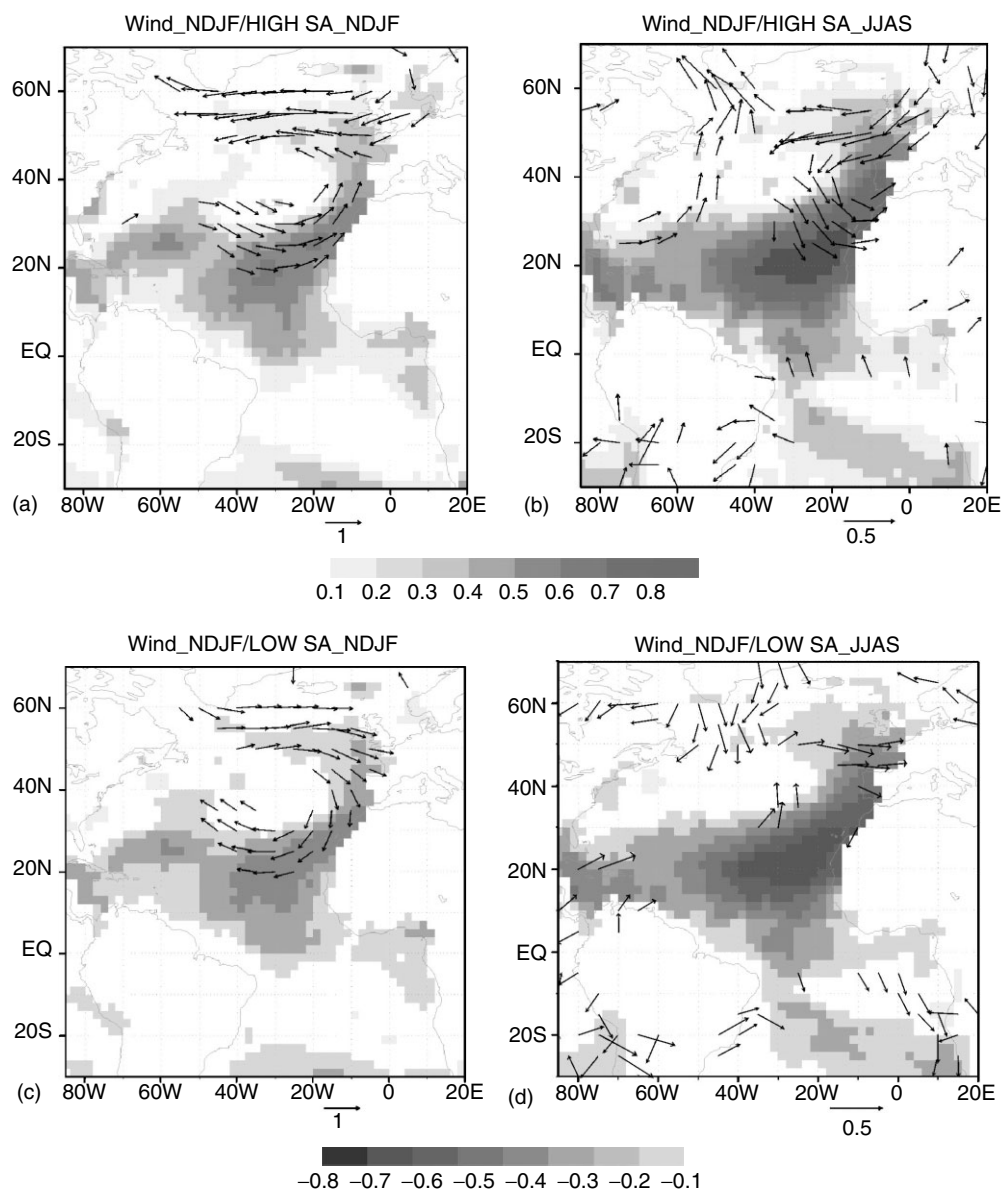 Wind_NDJF/HIGH SA_NDJF
Wind_NDJF/HIGH SA_JJAS
60N
40N
20N
EQ
20S
60N
40N
20N
EQ
20S
(a)
80W 60W 40W 20W 0 20E
1
(b)
80W 60W 40W 20W 0 20E
0.5
0.1 0.2 0.3 0.4 0.5 0.6 0.7 0.8
Wind_NDJF/LOW SA_NDJF
Wind_NDJF/LOW SA_JJAS
60N
40N
20N
EQ
20S
60N
40N
20N
EQ
20S
(c)
80W 60W 40W 20W 0 20E
1
(d)
80W 60W 40W 20W 0 20E
0.5
−0.8 −0.7 −0.6 −0.5 −0.4 −0.3 −0.2 −0.1